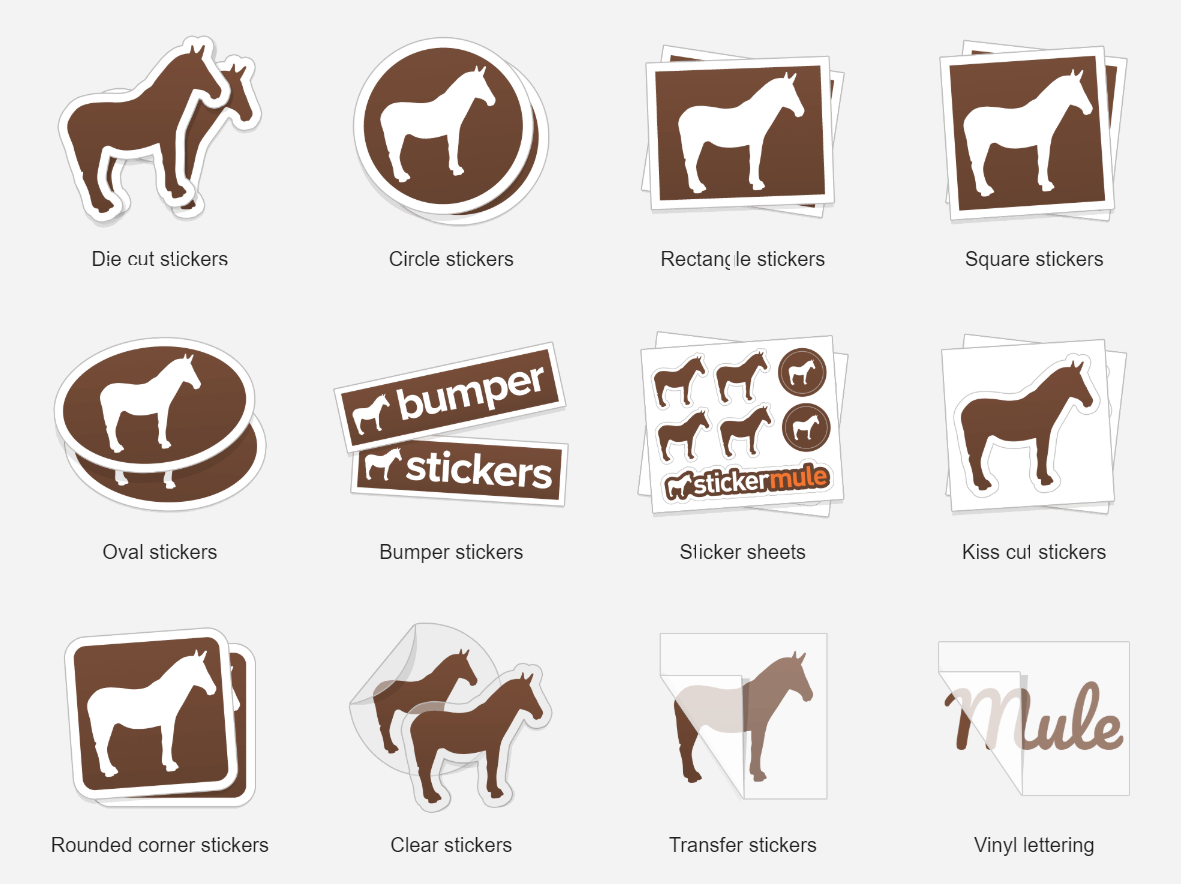 Die cut stickers
Circle stickers
Rectangle stickers
Square stickers
Oval stickers
bumper
stickers
Bumper stickers
stickermule
Sticker sheets
Kiss cut stickers
Rounded corner stickers
Clear stickers
Transfer stickers
Mule
Vinyl lettering